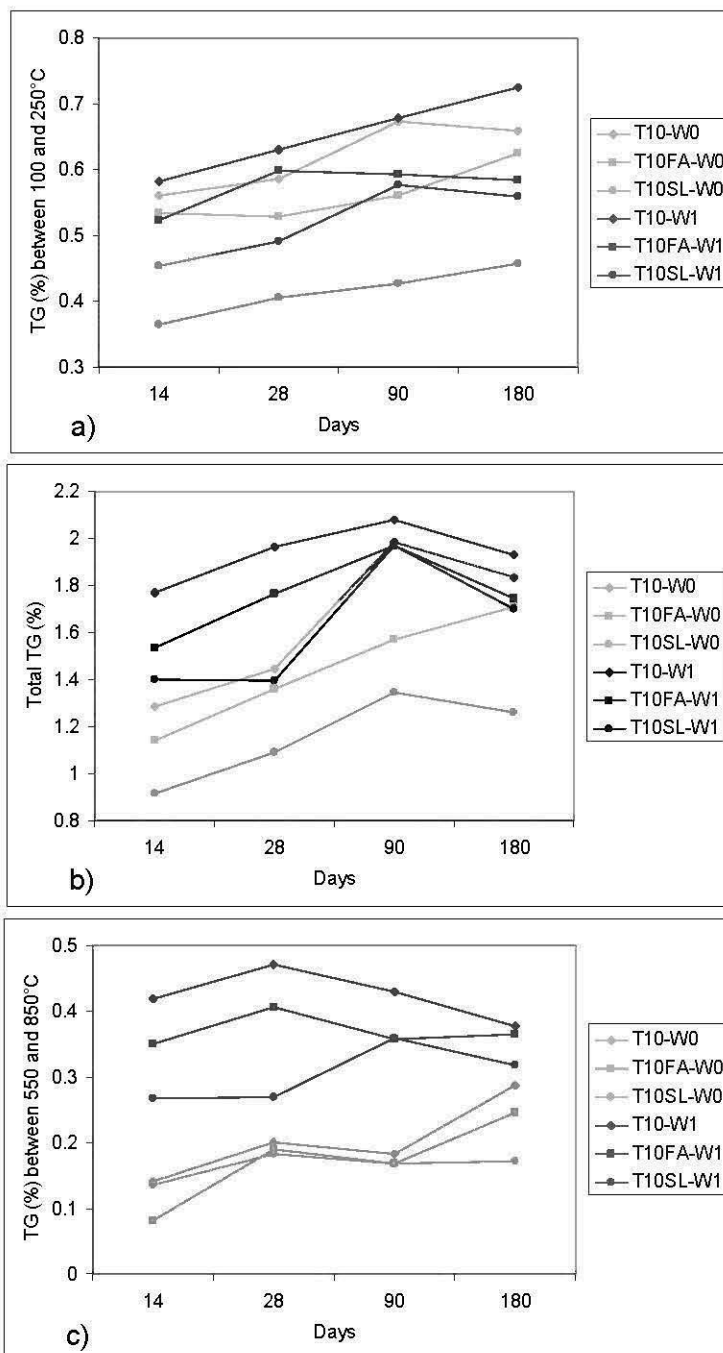 TG (%) between 100 and 250°C
0.8
0.7
0.6
0.5
0.4
0.3
14 28 90 180
Days
a)
T10-W0
T10FA-W0
T10SL-W0
T10-W1
T10FA-W1
T10SL-W1
Total TG (%)
2.2
2
1.8
1.6
1.4
1.2
1
0.8
14 28 90 180
Days
b)
T10-W0
T10FA-W0
T10SL-W0
T10-W1
T10FA-W1
T10SL-W1
TG (%) between 550 and 850°C
0.5
0.4
0.3
0.2
0.1
0
14 28 90 180
Days
c)
T10-W0
T10FA-W0
T10SL-W0
T10-W1
T10FA-W1
T10SL-W1